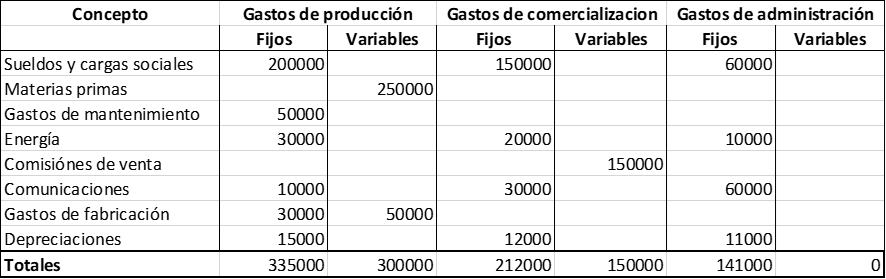 Concepto Gastos de producción Gastos de comercializacion Gastos de administración
Fijos Variables Fijos Variables Fijos Variables
Sueldos y cargas sociales 200000 150000 60000
Materias primas 250000
Gastos de mantenimiento 50000
Energía 30000 20000 10000
Comisiónes de venta 150000
Comunicaciones 10000 30000 60000
Gastos de fabricación 30000 50000
Depreciaciones 15000 12000 11000
Totales 335000 300000 212000 150000 141000 0